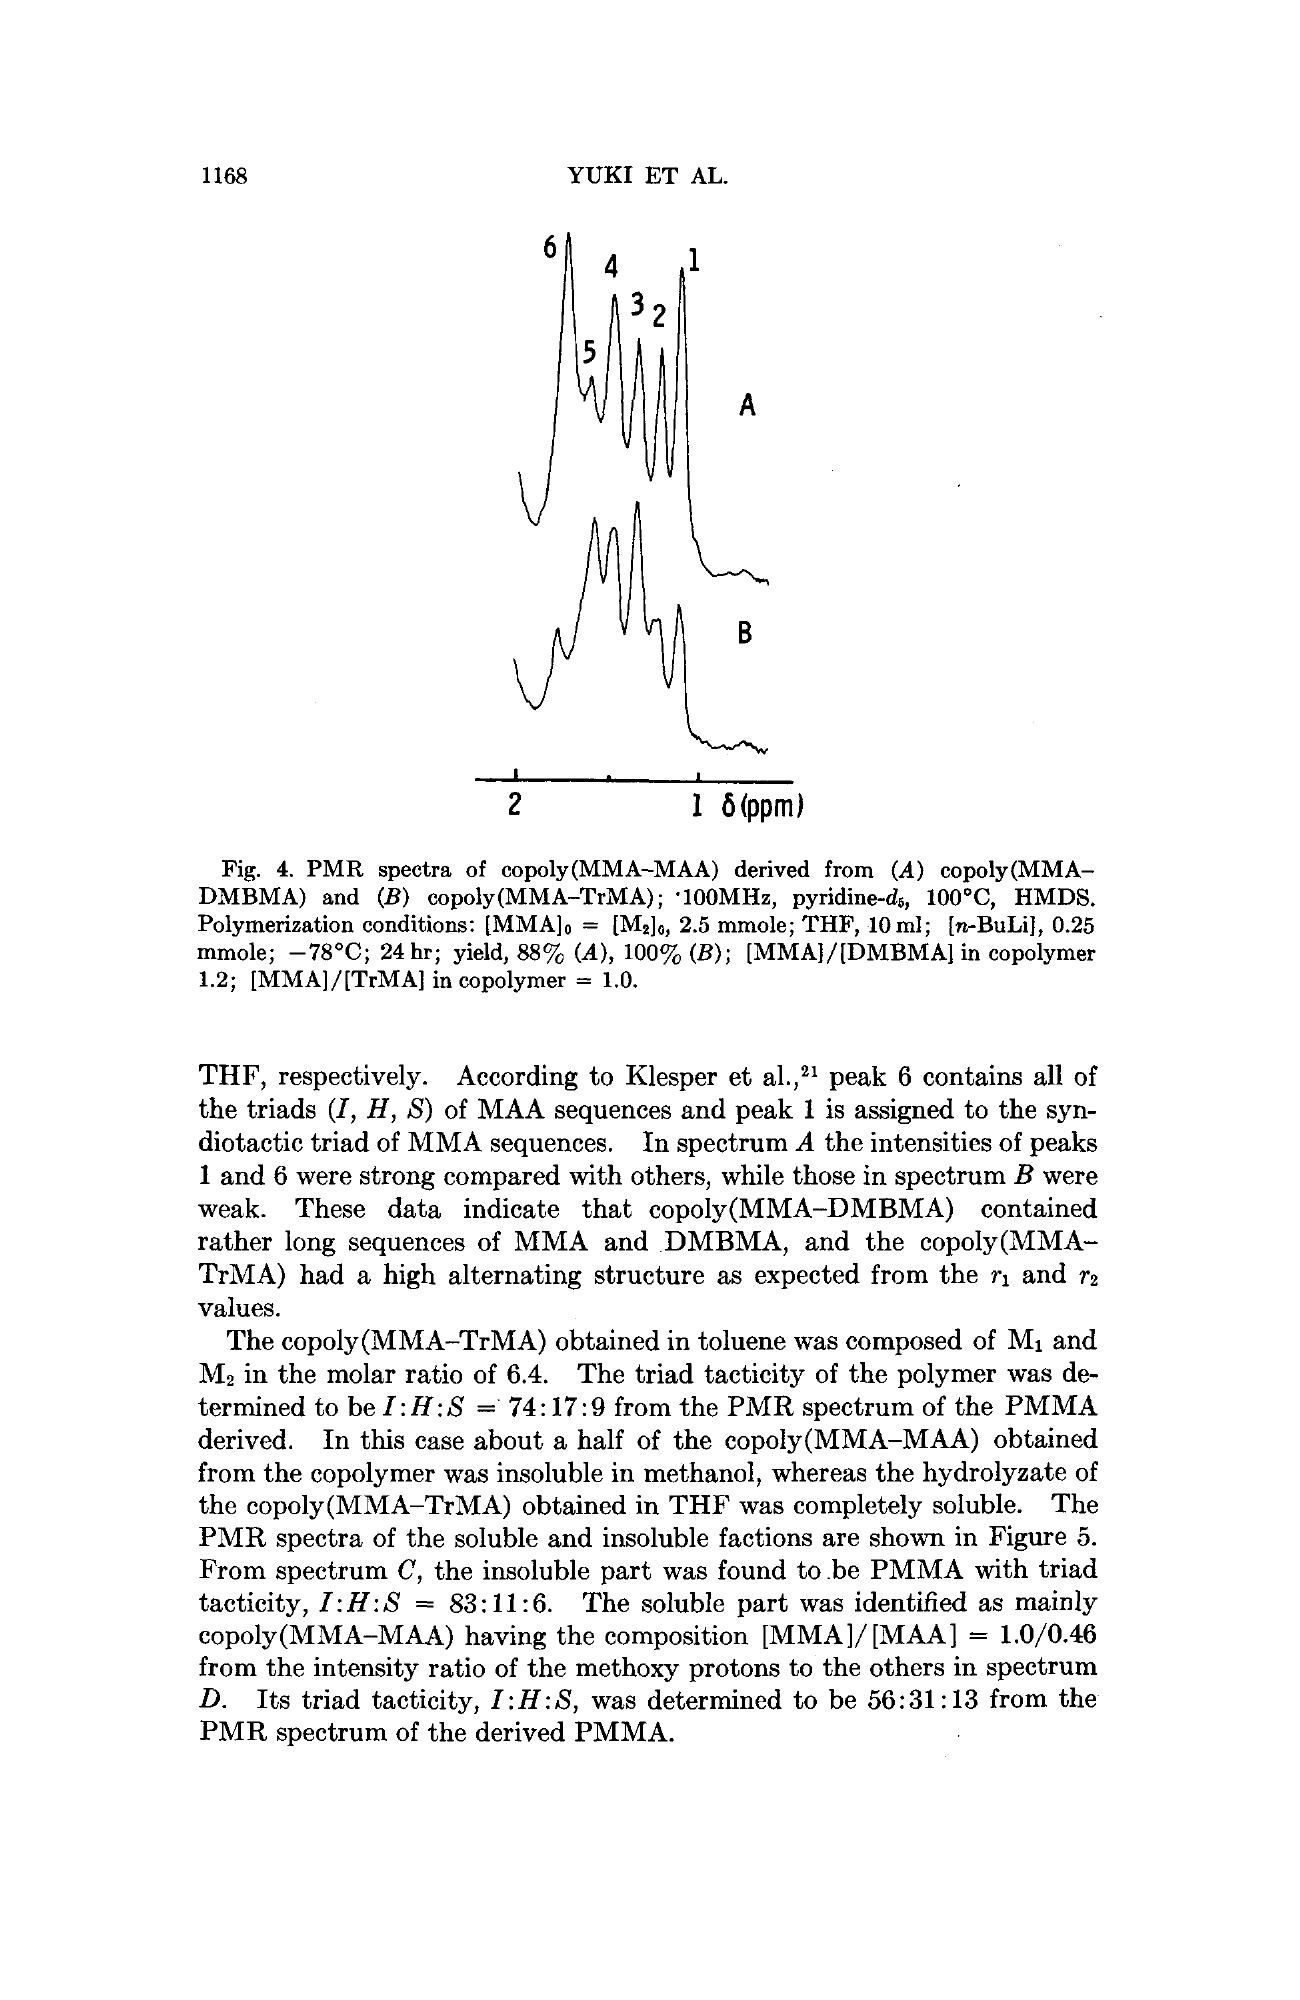 1168 YUKI ET AL.
6
4
1
3
2
5
A
B
2 1 δ(ppm)
Fig. 4. PMR spectra of copoly(MMA–MAA) derived from (A) copoly(MMA–
DMBMA) and (B) copoly(MMA–TrMA); 100MHz, pyridine-d₅, 100°C, HMDS.
Polymerization conditions: [MMA]₀ = [M₂]₀, 2.5 mmole; THF, 10 ml; [n-BuLi], 0.25
mmole; −78°C; 24 hr; yield, 88% (A), 100% (B); [MMA]/[DMBMA] in copolymer
1.2; [MMA]/[TrMA] in copolymer = 1.0.
THF, respectively. According to Klesper et al.,²¹ peak 6 contains all of
the triads (I, H, S) of MAA sequences and peak 1 is assigned to the syn-
diotactic triad of MMA sequences. In spectrum A the intensities of peaks
1 and 6 were strong compared with others, while those in spectrum B were
weak. These data indicate that copoly(MMA–DMBMA) contained
rather long sequences of MMA and DMBMA, and the copoly(MMA–
TrMA) had a high alternating structure as expected from the r₁ and r₂
values.
The copoly(MMA–TrMA) obtained in toluene was composed of M₁ and
M₂ in the molar ratio of 6.4. The triad tacticity of the polymer was de-
termined to be I:H:S = 74:17:9 from the PMR spectrum of the PMMA
derived. In this case about a half of the copoly(MMA–MAA) obtained
from the copolymer was insoluble in methanol, whereas the hydrolyzate of
the copoly(MMA–TrMA) obtained in THF was completely soluble. The
PMR spectra of the soluble and insoluble factions are shown in Figure 5.
From spectrum C, the insoluble part was found to be PMMA with triad
tacticity, I:H:S = 83:11:6. The soluble part was identified as mainly
copoly(MMA–MAA) having the composition [MMA]/[MAA] = 1.0/0.46
from the intensity ratio of the methoxy protons to the others in spectrum
D. Its triad tacticity, I:H:S, was determined to be 56:31:13 from the
PMR spectrum of the derived PMMA.